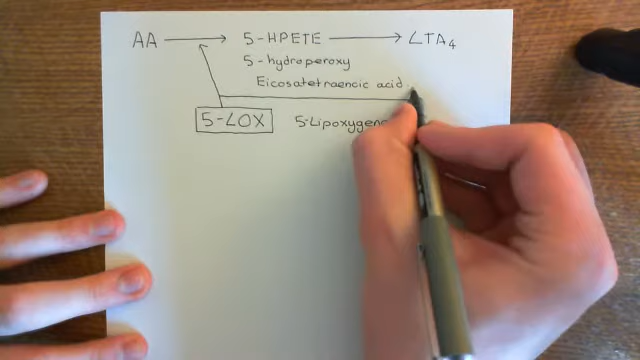 AA → 5-HPETE → LTA4
5-hydroperoxy
Eicosatetraenoic acid
5-LOX